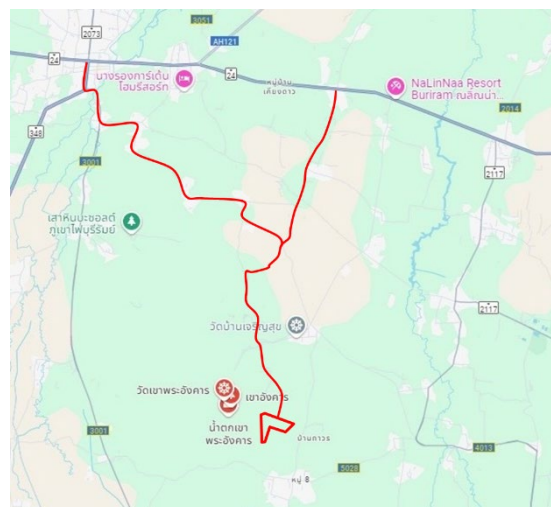 3051
2073
AH121
24
นางรองการ์เด้น
โฮมรีสอร์ท
24
หมู่บ้าน
เคียงดาว
NaLinNaa Resort
Buriram ณลิณน่า...
2014
348
3001
2117
เสาหินบะซอลต์
ภูเขาไฟบุรีรัมย์
2117
วัดบ้านเจริญสุข
วัดเขาพระอังคาร
เขาอังคาร
น้ำตกเขา
พระอังคาร
3001
บ้านถาวร
4013
5028
หมู่ 8